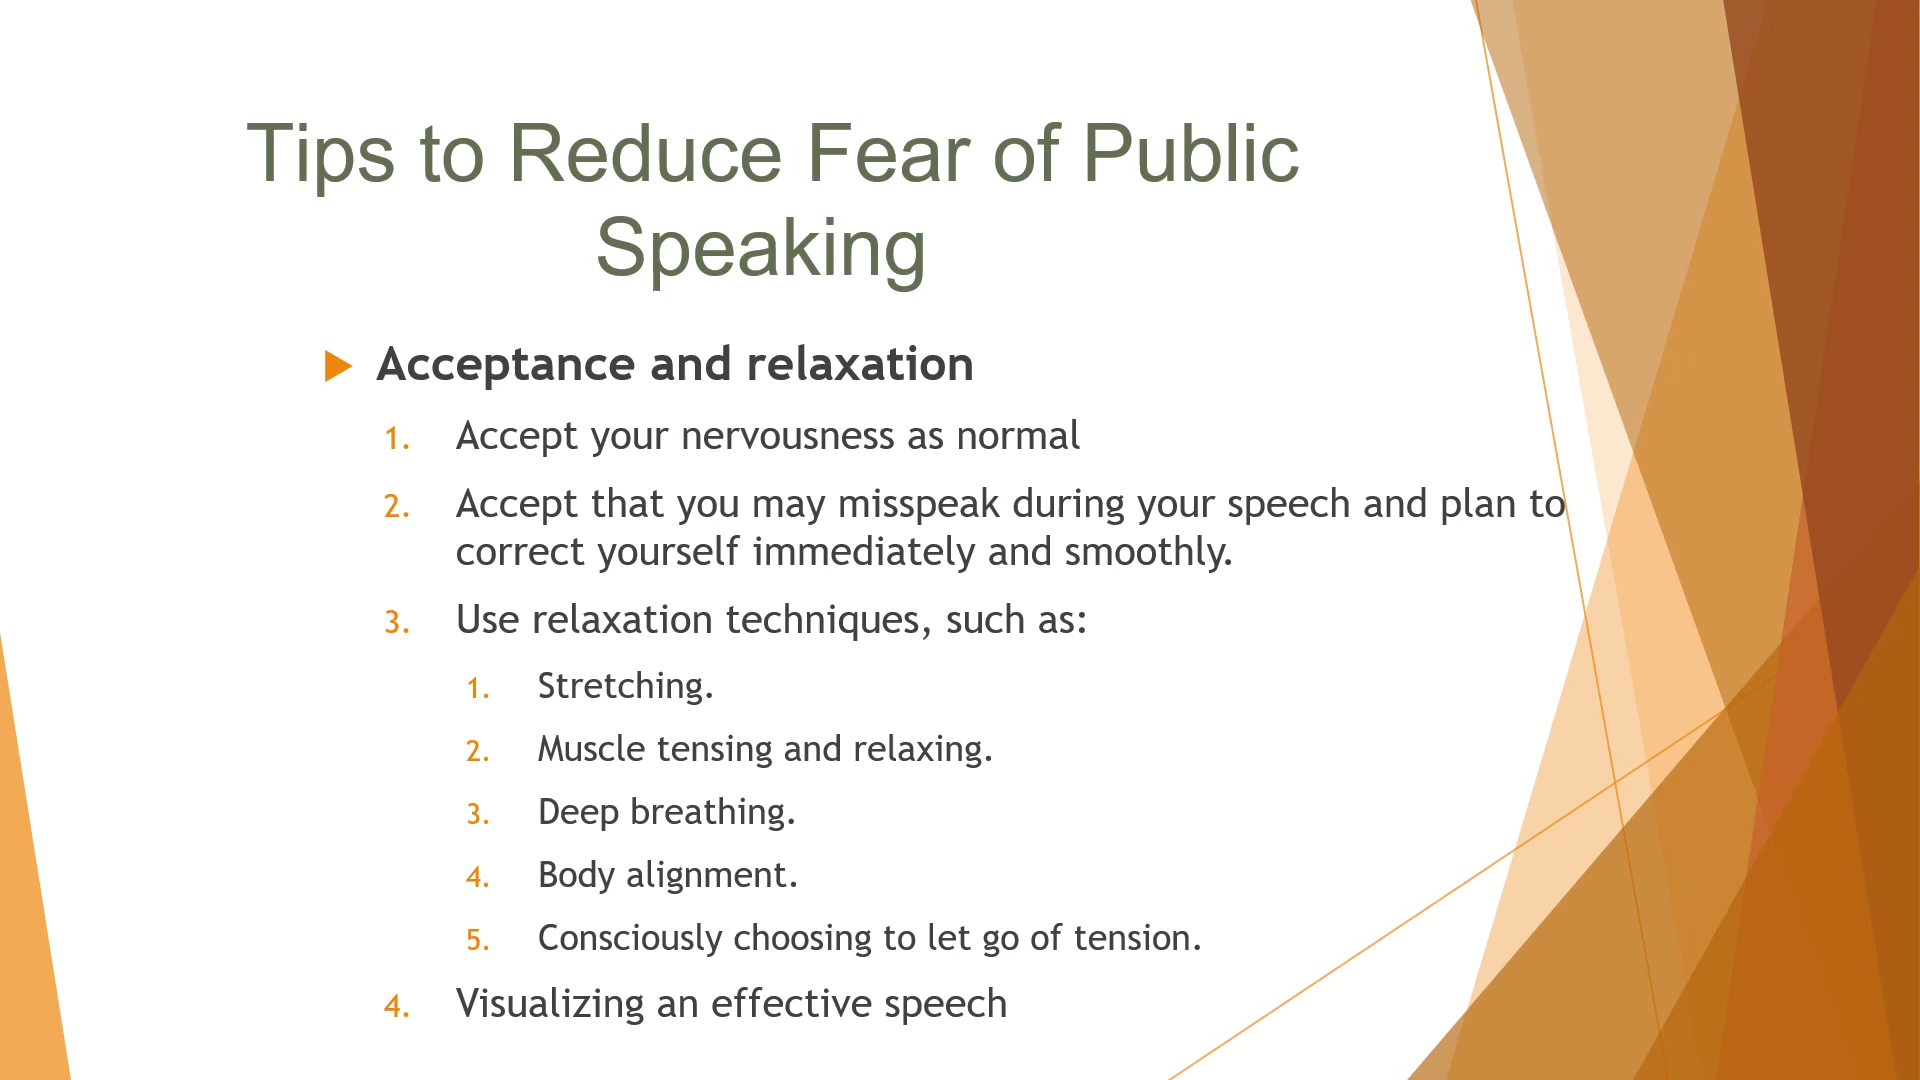 Tips to Reduce Fear of Public
Speaking
Acceptance and relaxation
1. Accept your nervousness as normal
2. Accept that you may misspeak during your speech and plan to
correct yourself immediately and smoothly.
3. Use relaxation techniques, such as:
1. Stretching.
2. Muscle tensing and relaxing.
3. Deep breathing.
4. Body alignment.
5. Consciously choosing to let go of tension.
4. Visualizing an effective speech